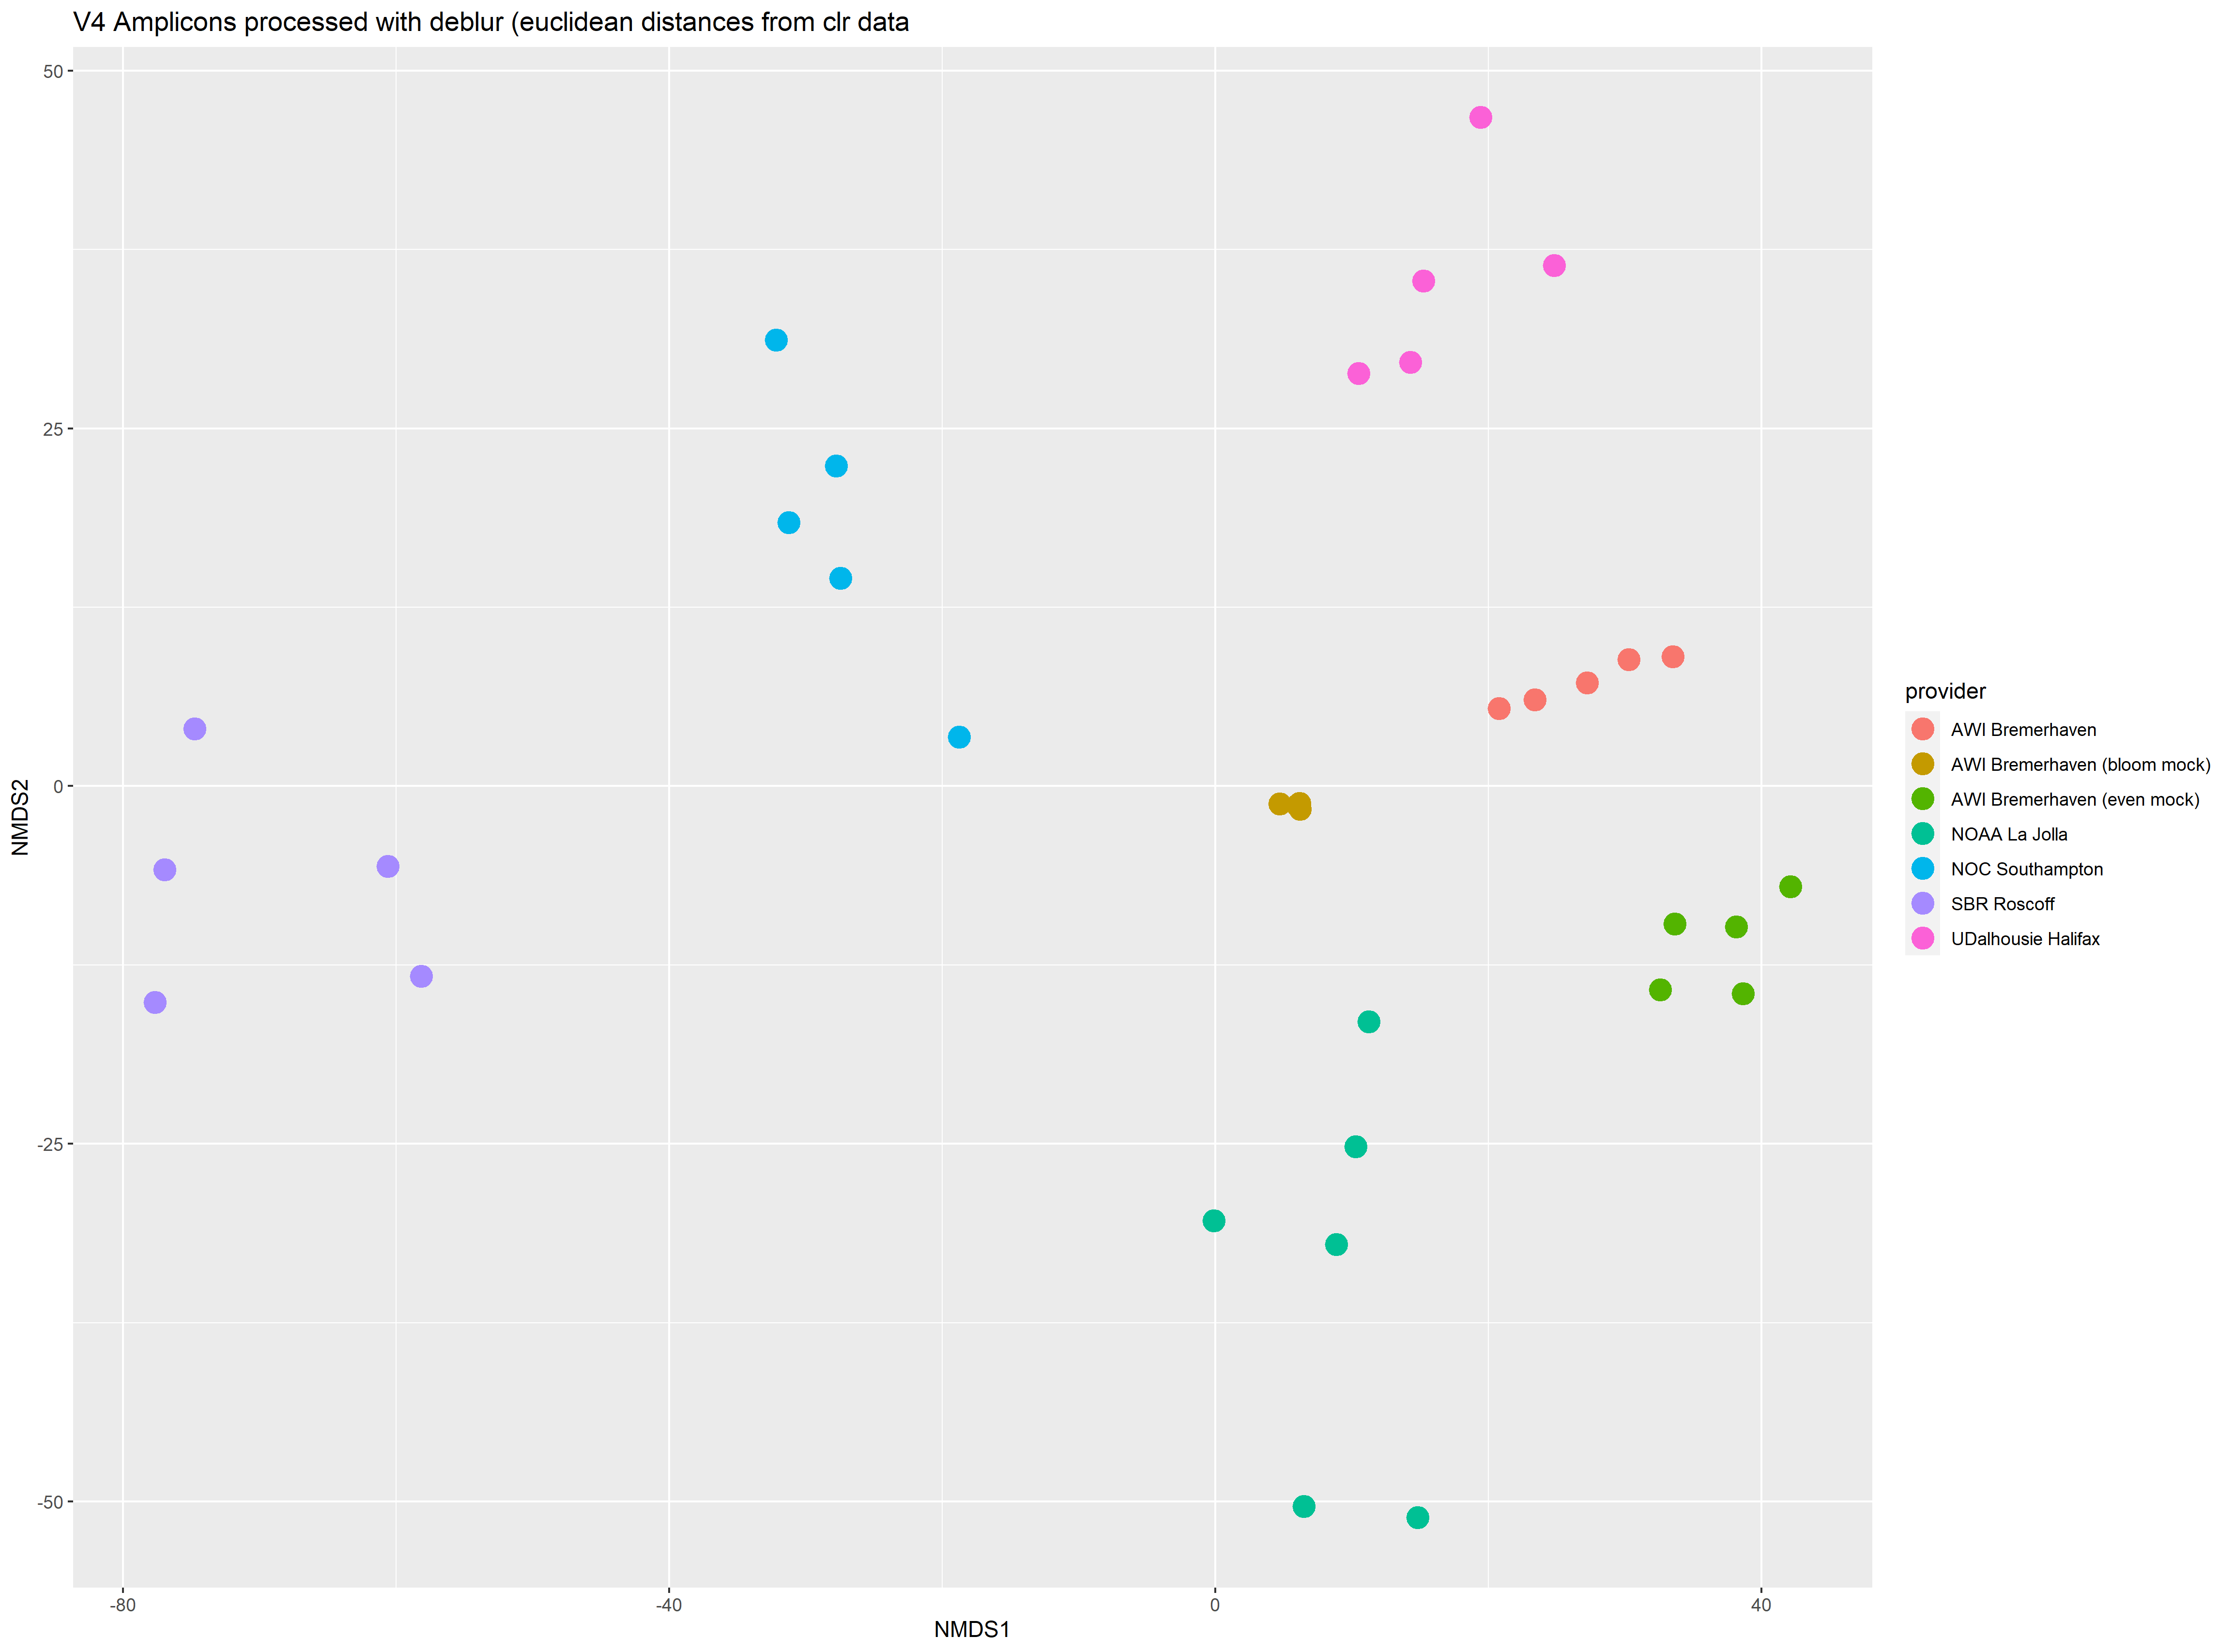 V4 Amplicons processed with deblur (euclidean distances from clr data
50
25
0
-25
-50
NMDS2
-80
-40
0
40
NMDS1
provider
AWI Bremerhaven
AWI Bremerhaven (bloom mock)
AWI Bremerhaven (even mock)
NOAA La Jolla
NOC Southampton
SBR Roscoff
UDalhousie Halifax